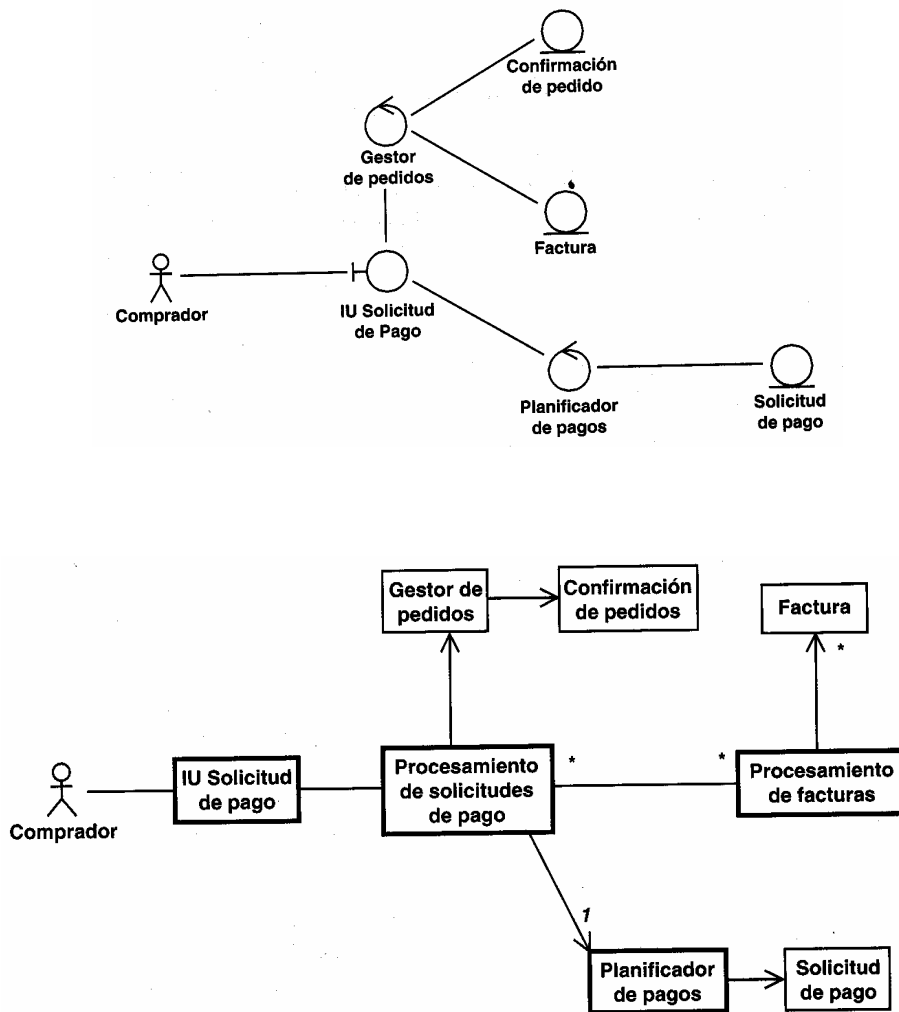 Confirmación
de pedido
Gestor
de pedidos
Factura
Comprador
IU Solicitud
de Pago
Planificador
de pagos
Solicitud
de pago
Gestor de
pedidos
Confirmación
de pedidos
Factura
*
IU Solicitud
de pago
Procesamiento
de solicitudes
de pago
*
*
Procesamiento
de facturas
Comprador
1
Planificador
de pagos
Solicitud
de pago